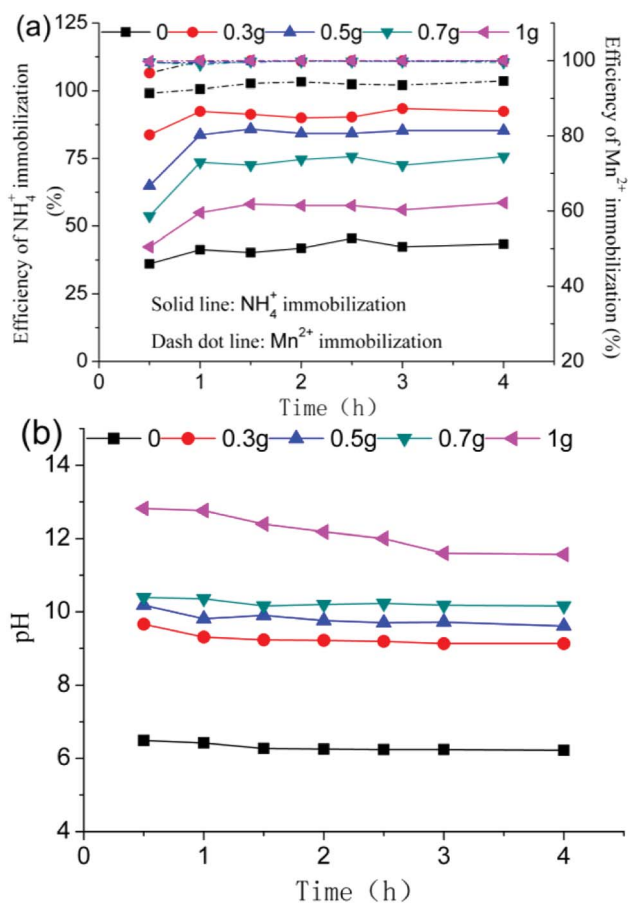 (a)
0 0.3g 0.5g 0.7g 1g
125
100
75
50
25
0
100
80
60
40
20
Efficiency of NH₄⁺ immobilization
(%)
Efficiency of Mn²⁺
immobilization (%)
Solid line: NH₄⁺ immobilization
Dash dot line: Mn²⁺ immobilization
0 1 2 3 4
Time (h)
(b)
0 0.3g 0.5g 0.7g 1g
14
12
10
8
6
4
pH
0 1 2 3 4
Time (h)